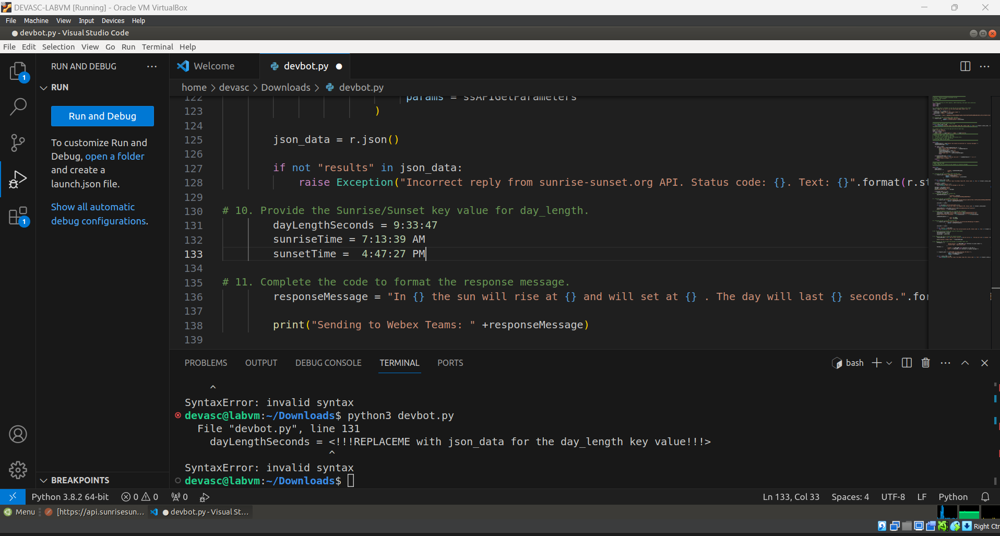 DEVASC-LABVM [Running] - Oracle VM VirtualBox
File Machine View Input Devices Help
● devbot.py - Visual Studio Code
File Edit Selection View Go Run Terminal Help
RUN AND DEBUG ...
Welcome
devbot.py ●
home > devasc > Downloads > devbot.py
RUN
Run and Debug
To customize Run and
Debug, open a folder
and create a
launch.json file.
Show all automatic
debug configurations.
BREAKPOINTS
1
1
122 params = ssAPIGetParameters
123 )
124
125 json_data = r.json()
126
127 if not "results" in json_data:
128 raise Exception("Incorrect reply from sunrise-sunset.org API. Status code: {}. Text: {}".format(r.st
129
130 # 10. Provide the Sunrise/Sunset key value for day_length.
131 dayLengthSeconds = 9:33:47
132 sunriseTime = 7:13:39 AM
133 sunsetTime =  4:47:27 PM
134
135 # 11. Complete the code to format the response message.
136 responseMessage = "In {} the sun will rise at {} and will set at {} . The day will last {} seconds.".for
137
138 print("Sending to Webex Teams: " +responseMessage)
139
PROBLEMS OUTPUT DEBUG CONSOLE TERMINAL PORTS
bash
^
SyntaxError: invalid syntax
devasc@labvm:~/Downloads$ python3 devbot.py
File "devbot.py", line 131
dayLengthSeconds = <!!!REPLACEME with json_data for the day_length key value!!!>
^
SyntaxError: invalid syntax
devasc@labvm:~/Downloads$
Python 3.8.2 64-bit 0 0 0
Ln 133, Col 33 Spaces: 4 UTF-8 LF Python
Menu [https://api.sunrisesun... ● devbot.py - Visual St...
Right Ctr